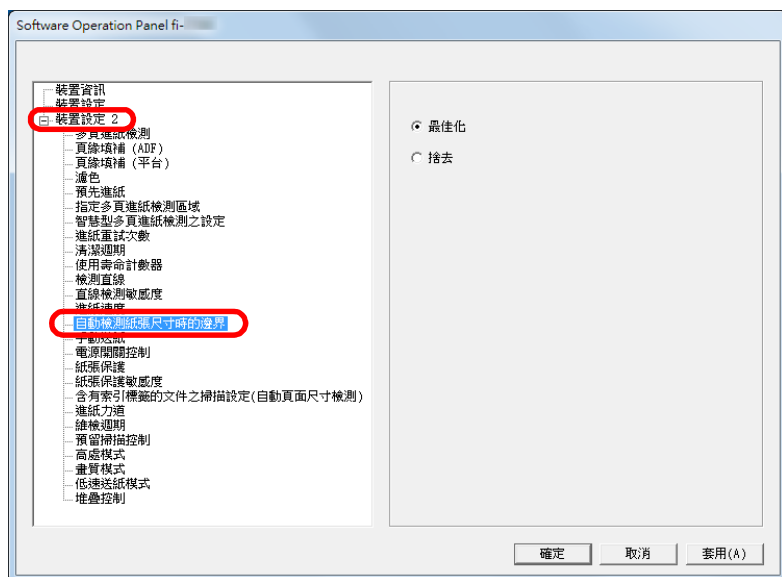 Software Operation Panel fi-
裝置資訊
裝置設定
裝置設定 2
多頁進紙檢測
頁緣填補 (ADF)
頁緣填補 (平台)
濾色
預先進紙
指定多頁進紙檢測區域
智慧型多頁進紙檢測之設定
進紙重試次數
清潔週期
使用壽命計數器
檢測直線
直線檢測敏感度
進紙速度
自動檢測紙張尺寸時的邊界
手動送紙
電源開關控制
紙張保護
紙張保護敏感度
含有索引標籤的文件之掃描設定(自動頁面尺寸檢測)
進紙力道
維檢週期
預留掃描控制
高處模式
畫質模式
低速送紙模式
堆疊控制
最佳化
捨去
確定 取消 套用(A)